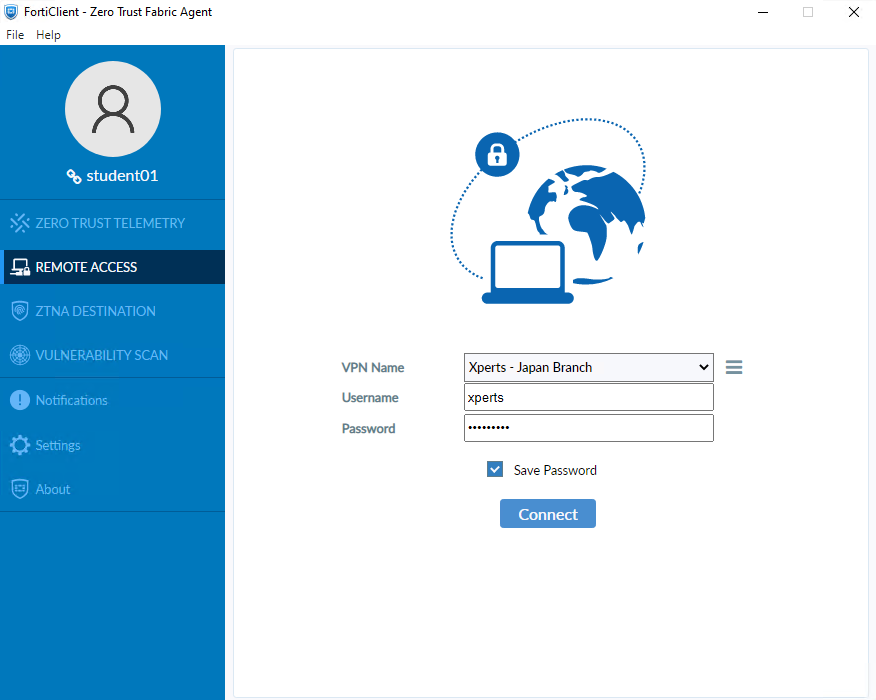 FortiClient - Zero Trust Fabric Agent
File Help
student01
ZERO TRUST TELEMETRY
REMOTE ACCESS
ZTNA DESTINATION
VULNERABILITY SCAN
Notifications
Settings
About
VPN Name Xperts - Japan Branch
Username xperts
Password •••••••••
Save Password
Connect